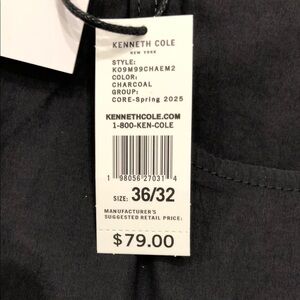 KENNETH COLE
NEW YORK
STYLE:
K09M99CHAEM2
COLOR:
CHARCOAL
GROUP:
CORE-Spring 2025
KENNETHCOLE.COM
1-800-KEN-COLE
1 98056 27031 4
SIZE: 36/32
MANUFACTURER'S
SUGGESTED RETAIL PRICE:
$79.00